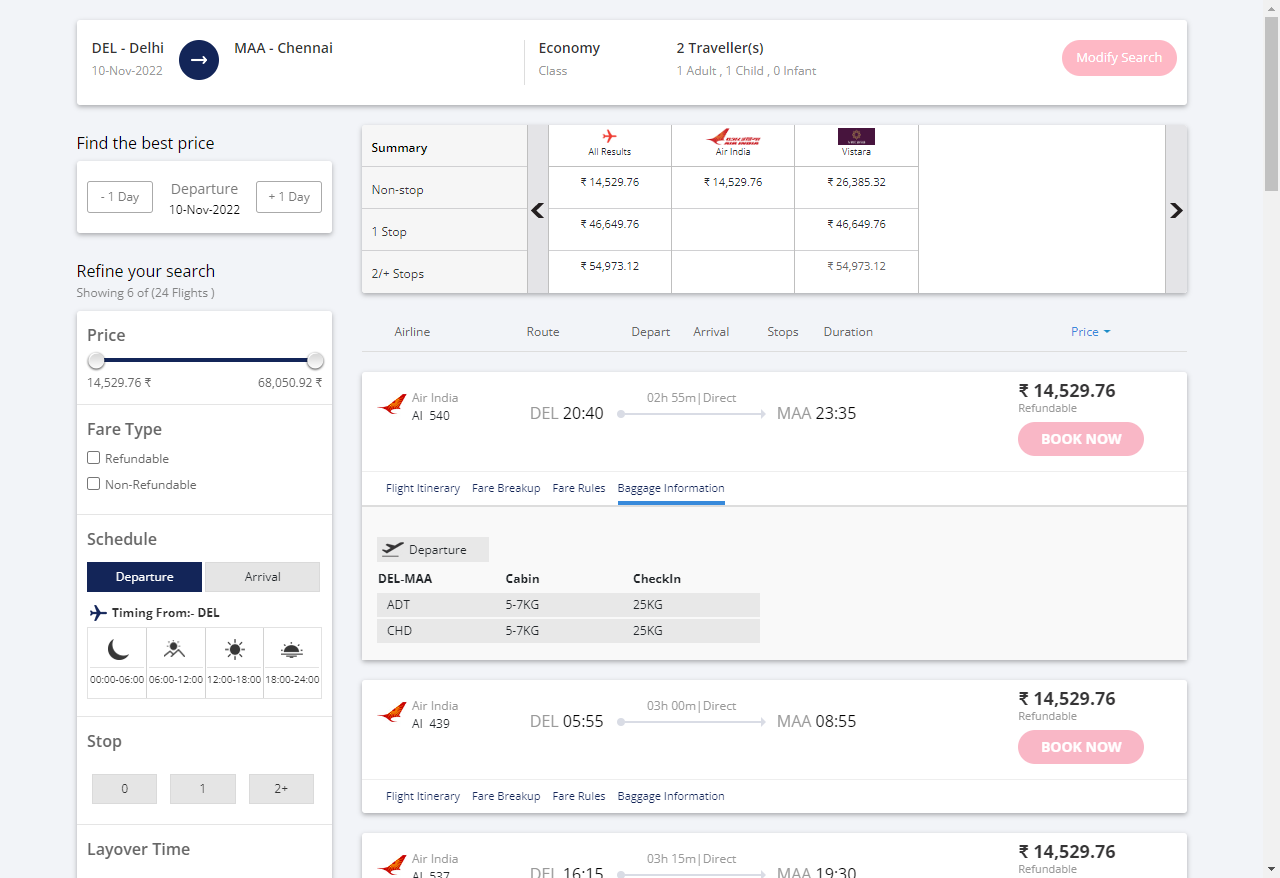 DEL - Delhi
MAA - Chennai
10-Nov-2022
Economy
Class
2 Traveller(s)
1 Adult , 1 Child , 0 Infant
Modify Search
Find the best price
- 1 Day
Departure
10-Nov-2022
+ 1 Day
Refine your search
Showing 6 of (24 Flights )
Price
14,529.76 ₹
68,050.92 ₹
Fare Type
Refundable
Non-Refundable
Schedule
Departure
Arrival
Timing From:- DEL
00:00-06:00
06:00-12:00
12:00-18:00
18:00-24:00
Stop
0
1
2+
Layover Time
Summary
All Results
Air India
Vistara
Non-stop
₹ 14,529.76
₹ 14,529.76
₹ 26,385.32
1 Stop
₹ 46,649.76
₹ 46,649.76
2/+ Stops
₹ 54,973.12
₹ 54,973.12
Airline
Route
Depart
Arrival
Stops
Duration
Price
Air India
AI 540
DEL 20:40
02h 55m|Direct
MAA 23:35
₹ 14,529.76
Refundable
BOOK NOW
Flight Itinerary
Fare Breakup
Fare Rules
Baggage Information
Departure
DEL-MAA
Cabin
CheckIn
ADT
5-7KG
25KG
CHD
5-7KG
25KG
Air India
AI 439
DEL 05:55
03h 00m|Direct
MAA 08:55
₹ 14,529.76
Refundable
BOOK NOW
Flight Itinerary
Fare Breakup
Fare Rules
Baggage Information
Air India
AI 537
DEL 16:15
03h 15m|Direct
MAA 19:30
₹ 14,529.76
Refundable